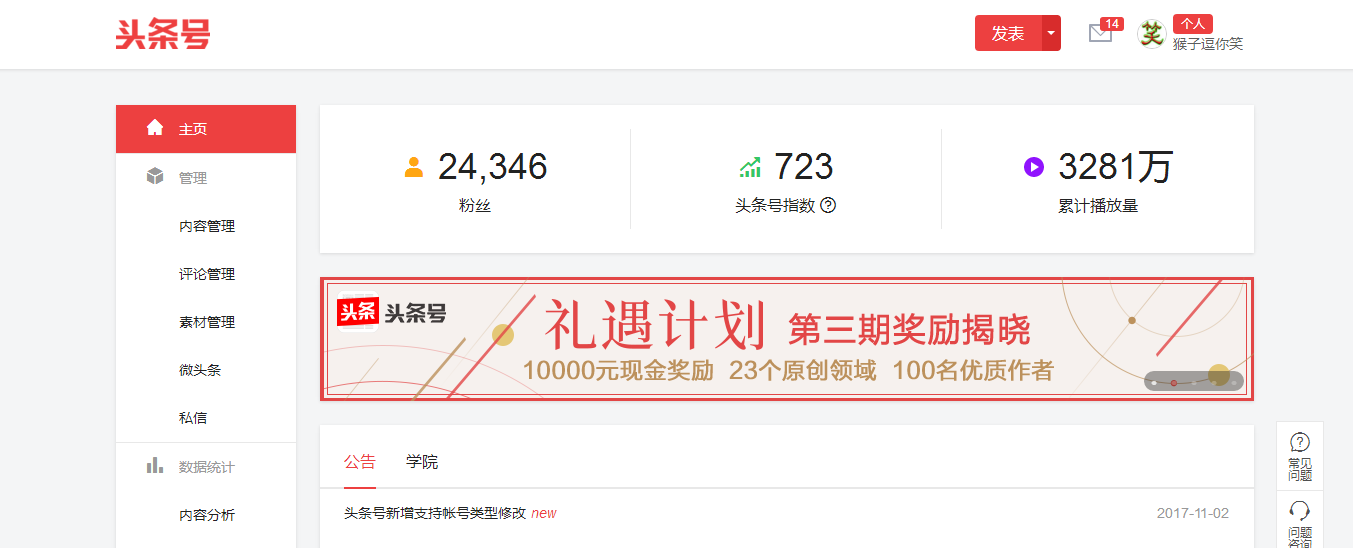 头条号
发表
14
笑
个人
猴子逗你笑
主页
管理
内容管理
评论管理
素材管理
微头条
私信
数据统计
内容分析
24,346
粉丝
723
头条号指数
3281万
累计播放量
头条 头条号
礼遇计划 第三期奖励揭晓
10000元现金奖励 23个原创领域 100名优质作者
公告 学院
头条号新增支持帐号类型修改 new 2017-11-02
常见
问题
问题
咨询